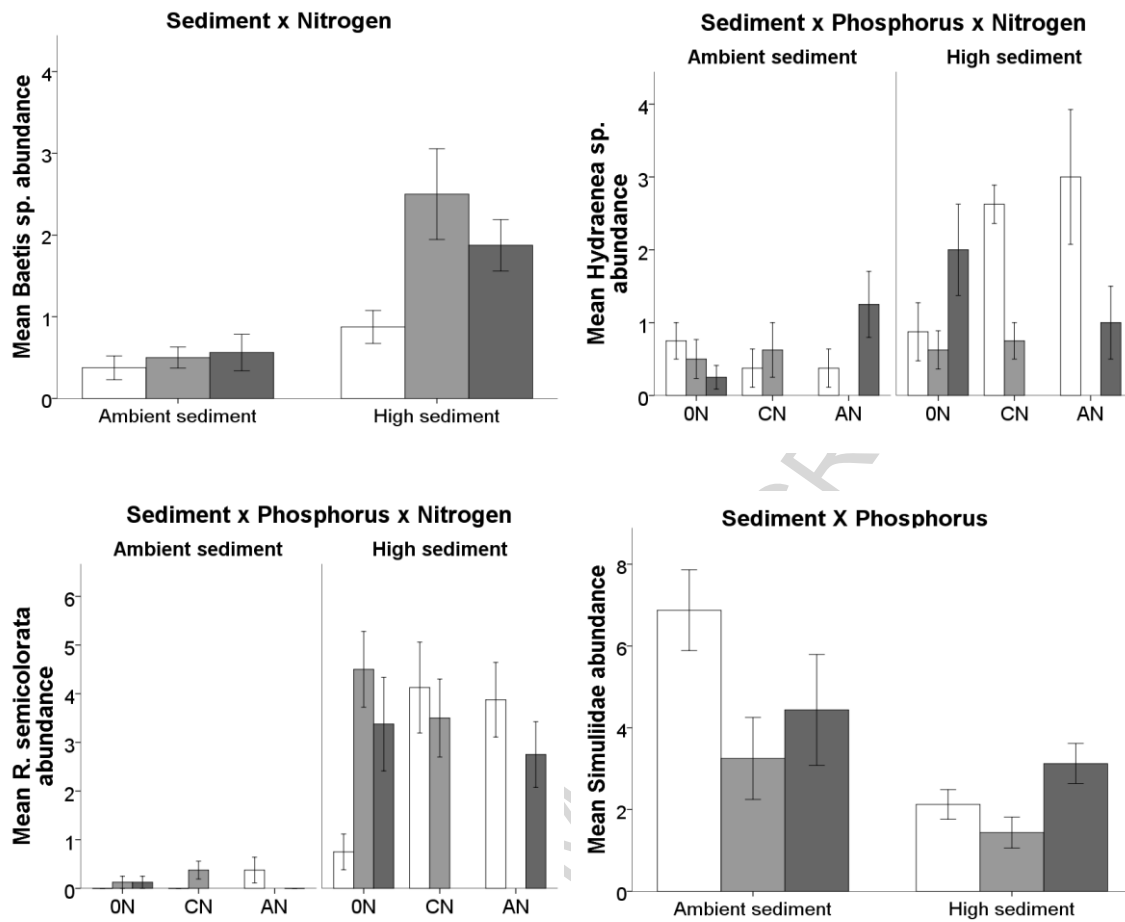 Sediment x Nitrogen
Mean Baetis sp. abundance
4
3
2
1
0
Ambient sediment High sediment
Sediment x Phosphorus x Nitrogen
Ambient sediment High sediment
Mean Hydraenea sp.
abundance
4
3
2
1
0
0N CN AN 0N CN AN
Sediment x Phosphorus x Nitrogen
Ambient sediment High sediment
Mean R. semicolorata
abundance
6
5
4
3
2
1
0
0N CN AN 0N CN AN
Sediment X Phosphorus
Mean Simuliidae abundance
8
6
4
2
0
Ambient sediment High sediment